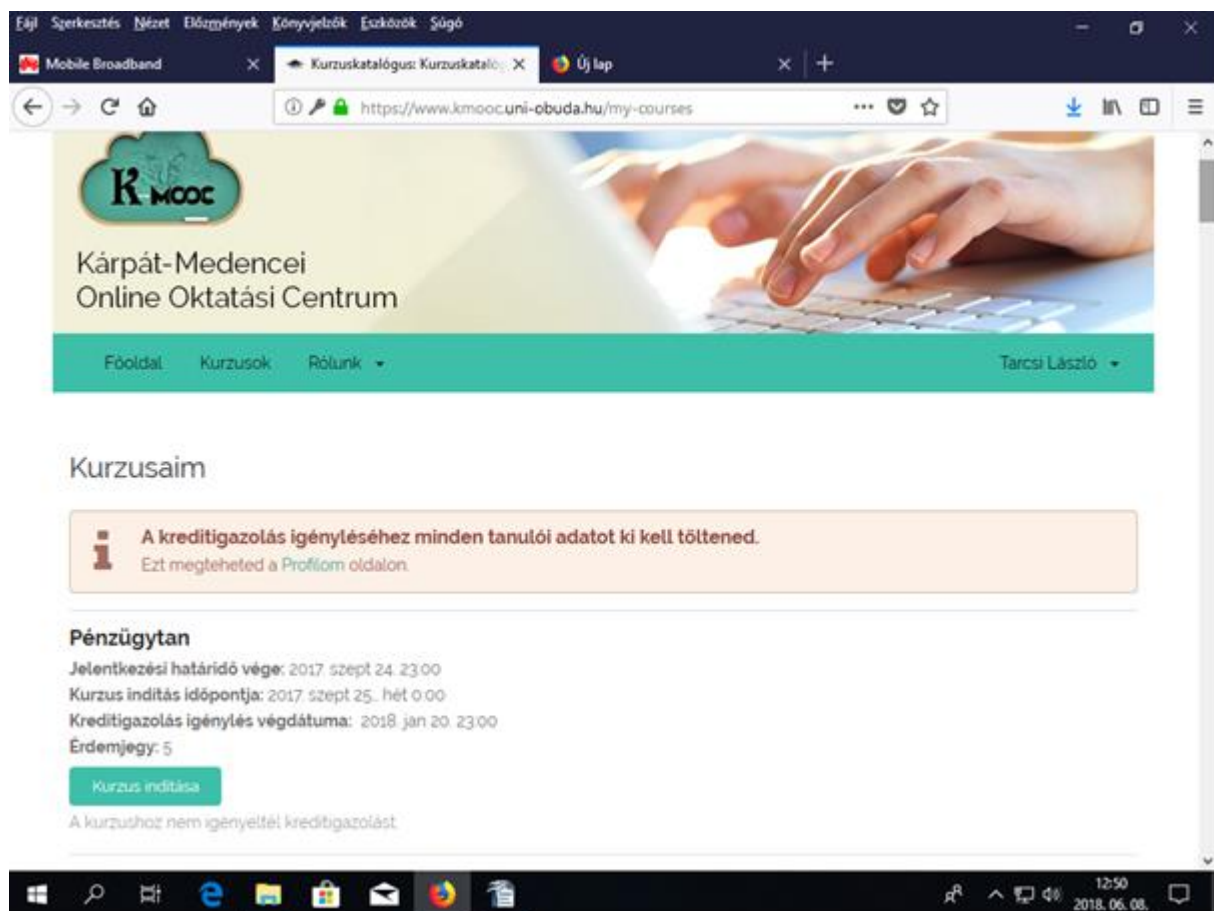 Fájl Szerkesztés Nézet Előzmények Könyvjelzők Eszközök Súgó
Mobile Broadband
Kurzuskatalógus: Kurzuskataló
Új lap
https://www.kmooc.uni-obuda.hu/my-courses
K MOOC
Kárpát-Medencei
Online Oktatási Centrum
Főoldal Kurzusok Rólunk Tarcsi László
Kurzusaim
A kreditigazolás igényléséhez minden tanulói adatot ki kell töltened.
Ezt megteheted a Profilom oldalon.
Pénzügytan
Jelentkezési határidő vége: 2017. szept 24. 23:00
Kurzus indítás időpontja: 2017. szept 25., hét 0:00
Kreditigazolás igénylés végdátuma: 2018. jan 20. 23:00
Érdemjegy: 5
Kurzus indítása
A kurzushoz nem igényeltél kreditigazolást.
12:50
2018. 06. 08.